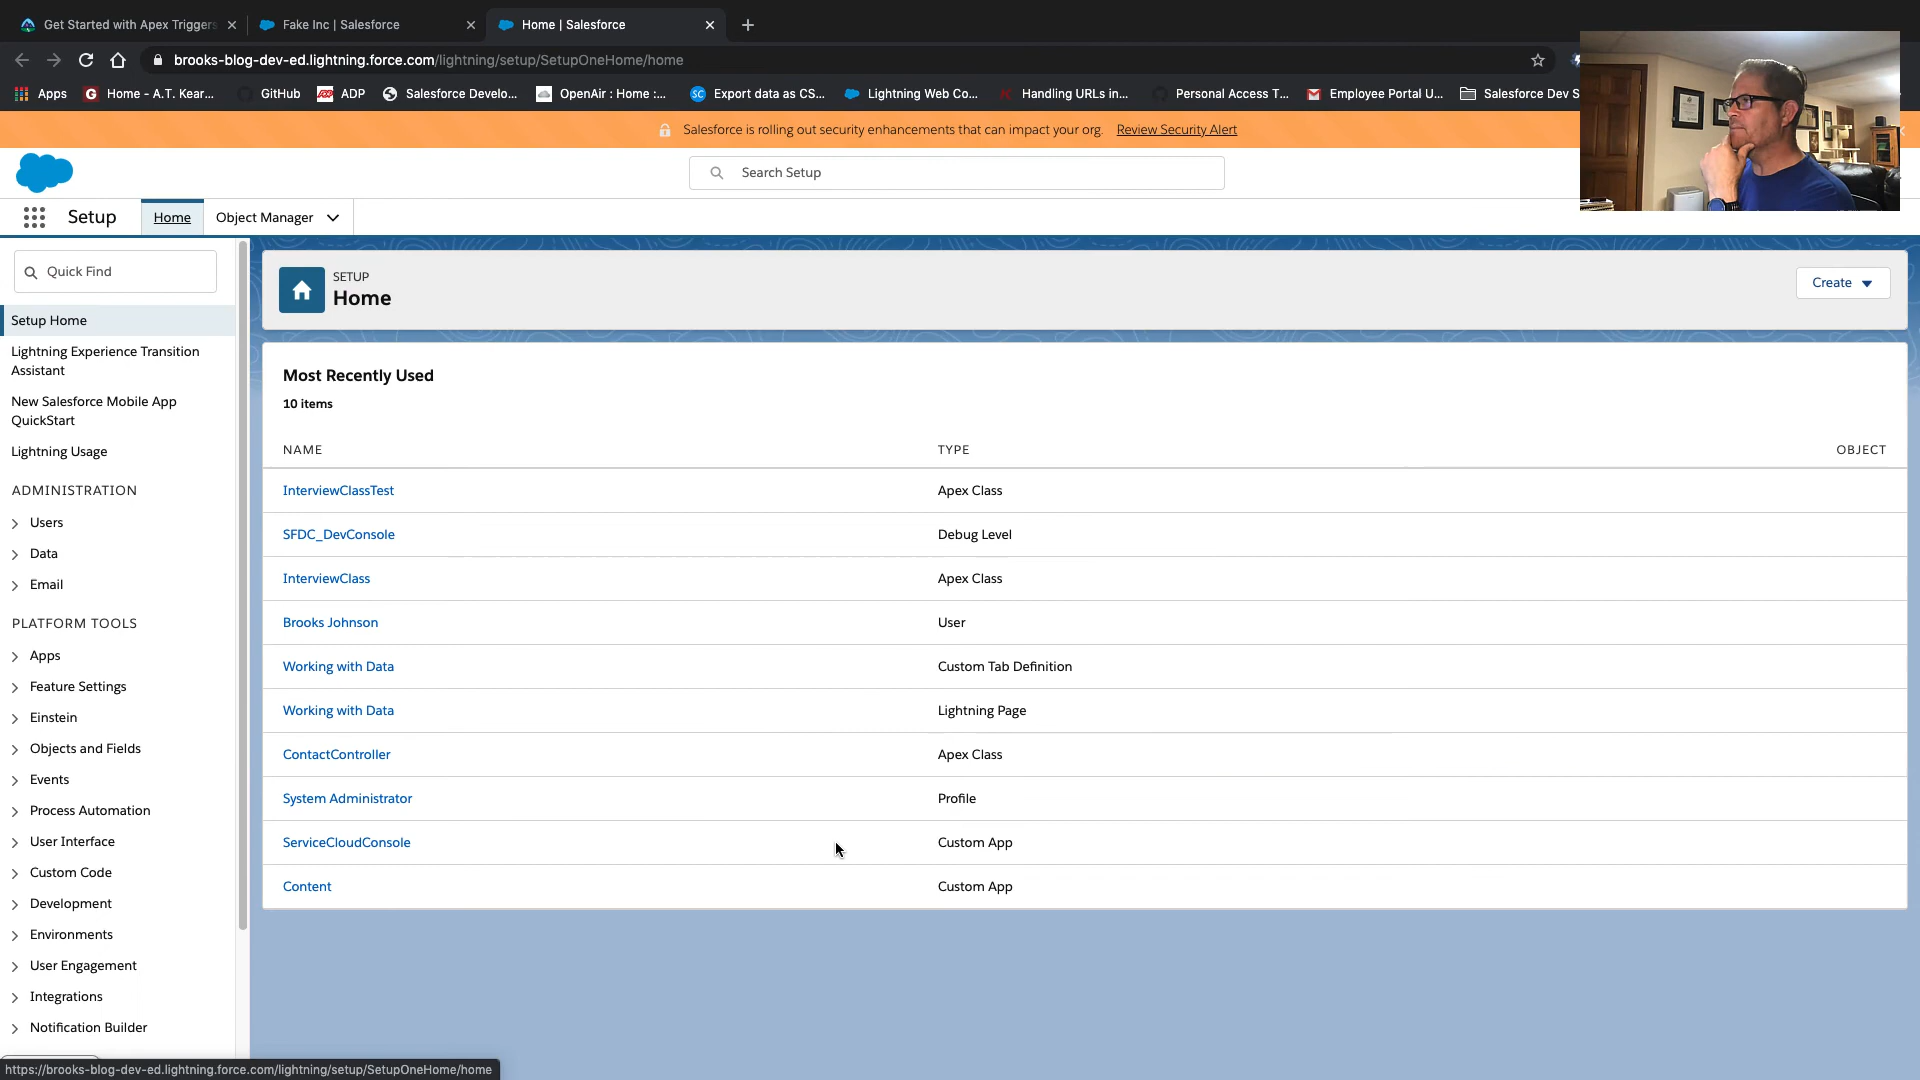 Get Started with Apex Triggers
Fake Inc | Salesforce
Home | Salesforce
brooks-blog-dev-ed.lightning.force.com/lightning/setup/SetupOneHome/home
Apps
Home - A.T. Kear...
GitHub
ADP
Salesforce Develo...
OpenAir : Home :...
Export data as CS...
Lightning Web Co...
Handling URLs in...
Personal Access T...
Employee Portal U...
Salesforce Dev S
Salesforce is rolling out security enhancements that can impact your org. Review Security Alert
Search Setup
Setup
Home
Object Manager
Quick Find
Setup Home
Lightning Experience Transition
Assistant
New Salesforce Mobile App
QuickStart
Lightning Usage
ADMINISTRATION
Users
Data
Email
PLATFORM TOOLS
Apps
Feature Settings
Einstein
Objects and Fields
Events
Process Automation
User Interface
Custom Code
Development
Environments
User Engagement
Integrations
Notification Builder
SETUP
Home
Create
Most Recently Used
10 items
NAME TYPE OBJECT
InterviewClassTest Apex Class
SFDC_DevConsole Debug Level
InterviewClass Apex Class
Brooks Johnson User
Working with Data Custom Tab Definition
Working with Data Lightning Page
ContactController Apex Class
System Administrator Profile
ServiceCloudConsole Custom App
Content Custom App
https://brooks-blog-dev-ed.lightning.force.com/lightning/setup/SetupOneHome/home